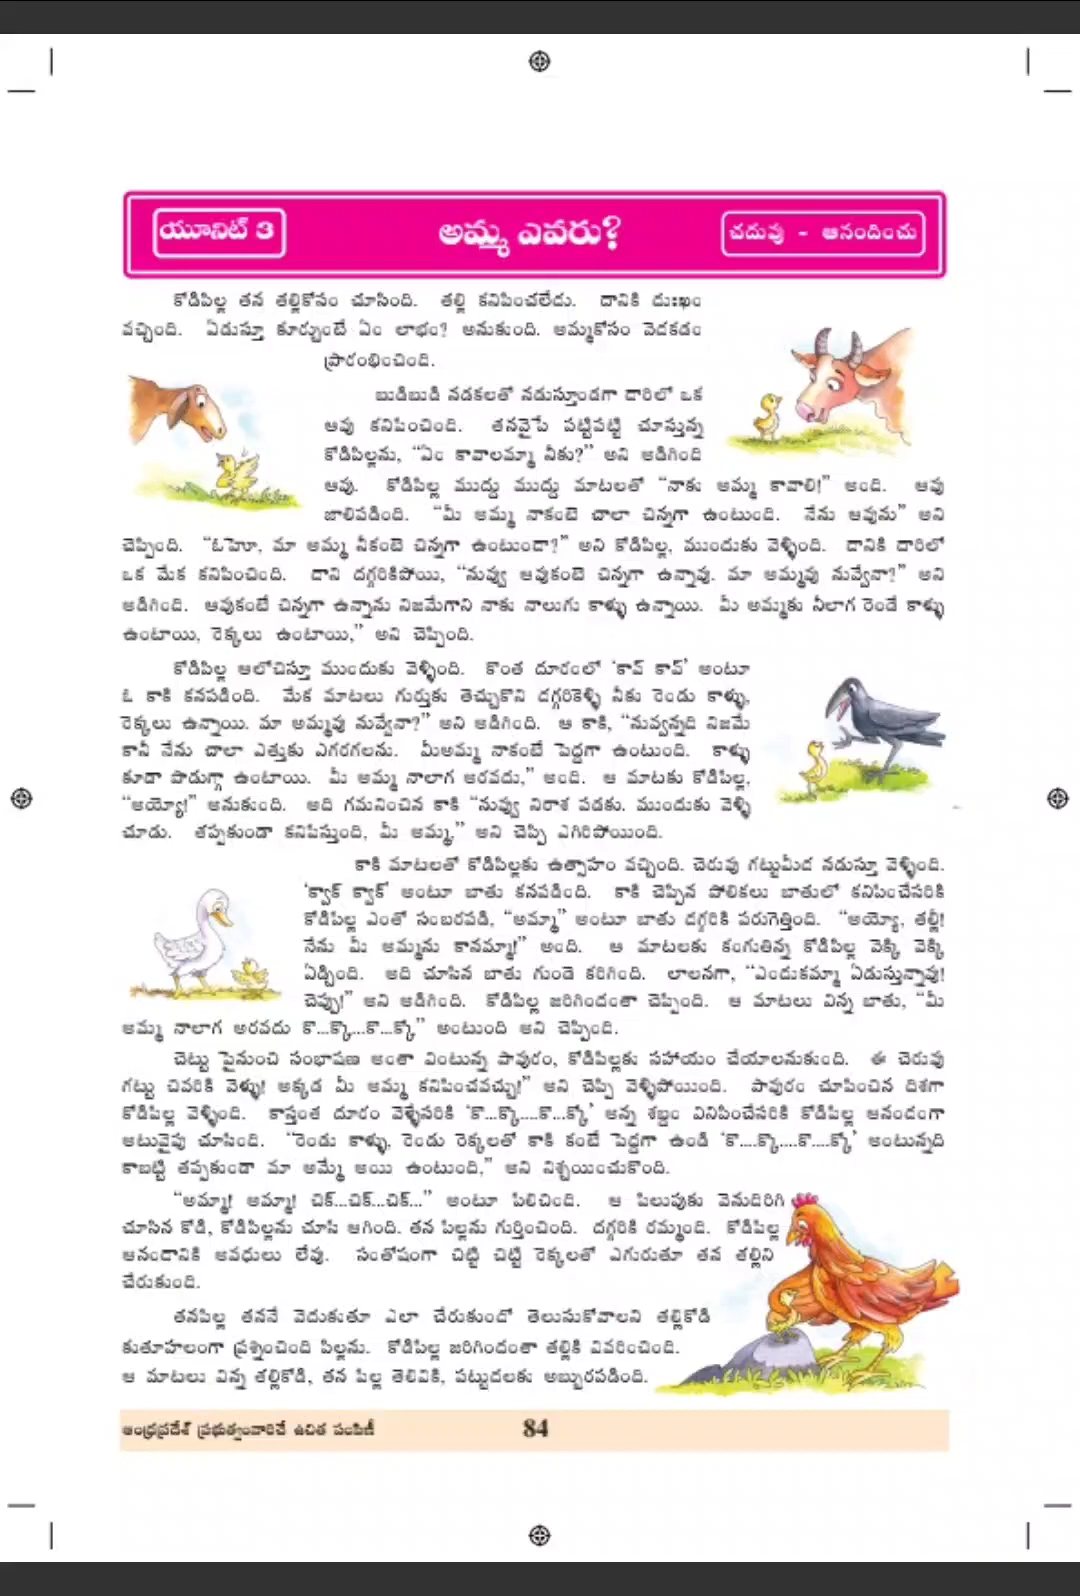 యూనిట్ 3
అమ్మ ఎవరు?
చదువు - ఆనందించు
కోడిపిల్ల తన తల్లికోసం చూసింది. తల్లి కనిపించలేదు. దానికి దుఃఖం
వచ్చింది. ఏడుస్తూ కూర్చుంటే ఏం లాభం? అనుకుంది. అమ్మకోసం వెదకడం
ప్రారంభించింది.
బుడిబుడి నడకలతో నడుస్తూండగా దారిలో ఒక
ఆవు కనిపించింది. తనవైపే పట్టిపట్టి చూస్తున్న
కోడిపిల్లను, “ఏం కావాలమ్మా నీకు?” అని అడిగింది
ఆవు. కోడిపిల్ల ముద్దు ముద్దు మాటలతో “నాకు అమ్మ కావాలి!” అంది. ఆవు
జాలిపడింది. “మీ అమ్మ నాకంటె చాలా చిన్నగా ఉంటుంది. నేను ఆవును” అని
చెప్పింది. “ఓహెూ, మా అమ్మ నీకంటె చిన్నగా ఉంటుందా?” అని కోడిపిల్ల, ముందుకు వెళ్ళింది. దానికి దారిలో
ఒక మేక కనిపించింది. దాని దగ్గరికిపోయి, “నువ్వు ఆవుకంటె చిన్నగా ఉన్నావు. మా అమ్మవు నువ్వేనా?” అని
అడిగింది. ఆవుకంటే చిన్నగా ఉన్నాను నిజమేగాని నాకు నాలుగు కాళ్ళు ఉన్నాయి. మీ అమ్మకు నీలాగ రెండే కాళ్ళు
ఉంటాయి, రెక్కలు ఉంటాయి,” అని చెప్పింది.
కోడిపిల్ల ఆలోచిస్తూ ముందుకు వెళ్ళింది. కొంత దూరంలో ‘కావ్ కావ్’ అంటూ
ఓ కాకి కనపడింది. మేక మాటలు గుర్తుకు తెచ్చుకొని దగ్గరికెళ్ళి నీకు రెండు కాళ్ళు,
రెక్కలు ఉన్నాయి. మా అమ్మవు నువ్వేనా?” అని అడిగింది. ఆ కాకి, “నువ్వన్నది నిజమే
కానీ నేను చాలా ఎత్తుకు ఎగరగలను. మీఅమ్మ నాకంటే పెద్దగా ఉంటుంది. కాళ్ళు
కూడా పొడుగ్గా ఉంటాయి. మీ అమ్మ నాలాగ అరవదు,” అంది. ఆ మాటకు కోడిపిల్ల,
“అయ్యో!” అనుకుంది. అది గమనించిన కాకి “నువ్వు నిరాశ పడకు. ముందుకు వెళ్ళి
చూడు. తప్పకుండా కనిపిస్తుంది, మీ అమ్మ,” అని చెప్పి ఎగిరిపోయింది.
కాకి మాటలతో కోడిపిల్లకు ఉత్సాహం వచ్చింది. చెరువు గట్టుమీద నడుస్తూ వెళ్ళింది.
‘క్వాక్ క్వాక్’ అంటూ బాతు కనపడింది. కాకి చెప్పిన పోలికలు బాతులో కనిపించేసరికి
కోడిపిల్ల ఎంతో సంబరపడి, “అమ్మా” అంటూ బాతు దగ్గరికి పరుగెత్తింది. “అయ్యో, తల్లీ!
నేను మీ అమ్మను కానమ్మా!” అంది. ఆ మాటలకు కంగుతిన్న కోడిపిల్ల వెక్కి వెక్కి
ఏడ్చింది. అది చూసిన బాతు గుండె కరిగింది. లాలనగా, “ఎందుకమ్మా ఏడుస్తున్నావు!
చెప్పు!” అని అడిగింది. కోడిపిల్ల జరిగిందంతా చెప్పింది. ఆ మాటలు విన్న బాతు, “మీ
అమ్మ నాలాగ అరవదు కొ...క్కొ...కొ...క్కో” అంటుంది అని చెప్పింది.
చెట్టు పైనుంచి సంభాషణ అంతా వింటున్న పావురం, కోడిపిల్లకు సహాయం చేయాలనుకుంది. ఈ చెరువు
గట్టు చివరికి వెళ్ళు! అక్కడ మీ అమ్మ కనిపించవచ్చు!” అని చెప్పి వెళ్ళిపోయింది. పావురం చూపించిన దిశగా
కోడిపిల్ల వెళ్ళింది. కాస్తంత దూరం వెళ్ళేసరికి ‘కొ...క్కొ....కొ...క్కో’ అన్న శబ్దం వినిపించేసరికి కోడిపిల్ల ఆనందంగా
అటువైపు చూసింది. “రెండు కాళ్ళు, రెండు రెక్కలతో కాకి కంటే పెద్దగా ఉండి ‘కొ....క్కొ....కొ....క్కో’ అంటున్నది
కాబట్టి తప్పకుండా మా అమ్మే అయి ఉంటుంది,” అని నిశ్చయించుకొంది.
“అమ్మా! అమ్మా! చిక్...చిక్...చిక్...” అంటూ పిలిచింది. ఆ పిలుపుకు వెనుదిరిగి
చూసిన కోడి, కోడిపిల్లను చూసి ఆగింది. తన పిల్లను గుర్తించింది. దగ్గరికి రమ్మంది. కోడిపిల్ల
ఆనందానికి అవధులు లేవు. సంతోషంగా చిట్టి చిట్టి రెక్కలతో ఎగురుతూ తన తల్లిని
చేరుకుంది.
తనపిల్ల తననే వెదుకుతూ ఎలా చేరుకుందో తెలుసుకోవాలని తల్లికోడి
కుతూహలంగా ప్రశ్నించింది పిల్లను. కోడిపిల్ల జరిగిందంతా తల్లికి వివరించింది.
ఆ మాటలు విన్న తల్లికోడి, తన పిల్ల తెలివికి, పట్టుదలకు అబ్బురపడింది.
ఆంధ్రప్రదేశ్ ప్రభుత్వంవారిచే ఉచిత పంపిణీ
84